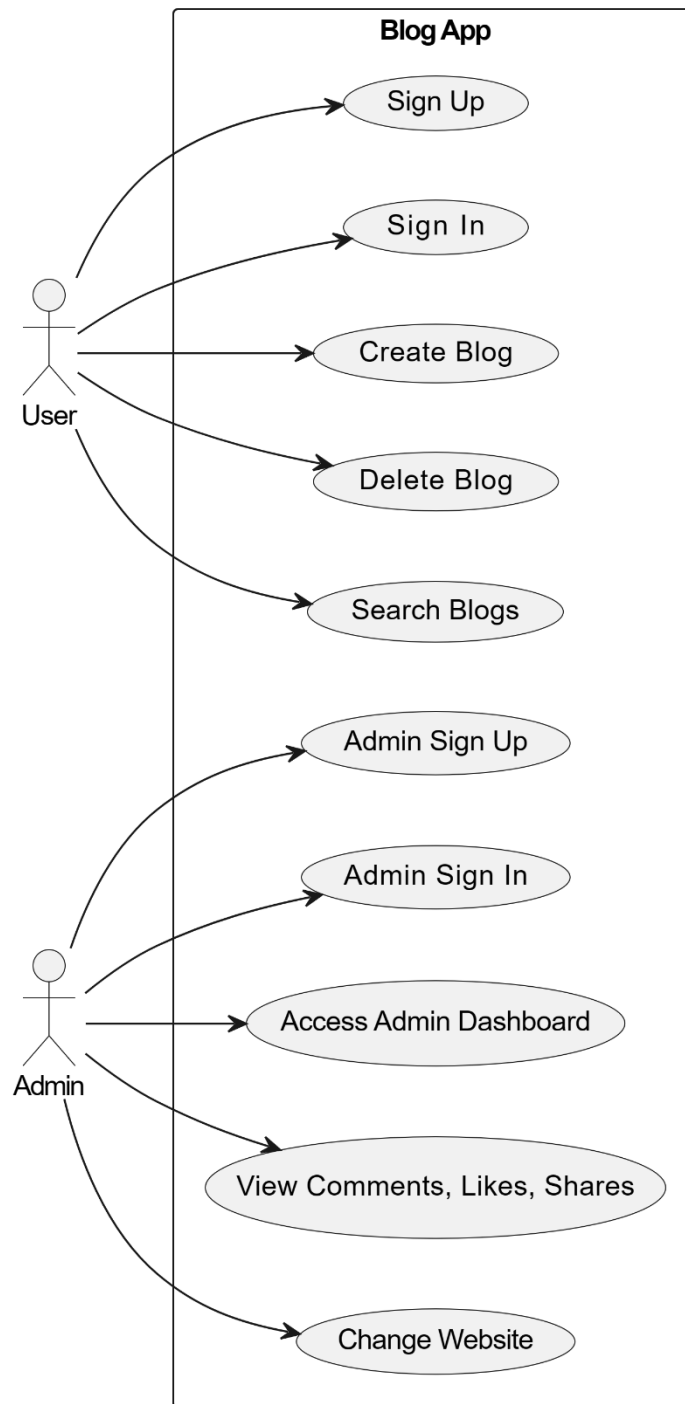 Blog App
Sign Up
Sign In
Create Blog
User
Delete Blog
Search Blogs
Admin Sign Up
Admin Sign In
Access Admin Dashboard
Admin
View Comments, Likes, Shares
Change Website